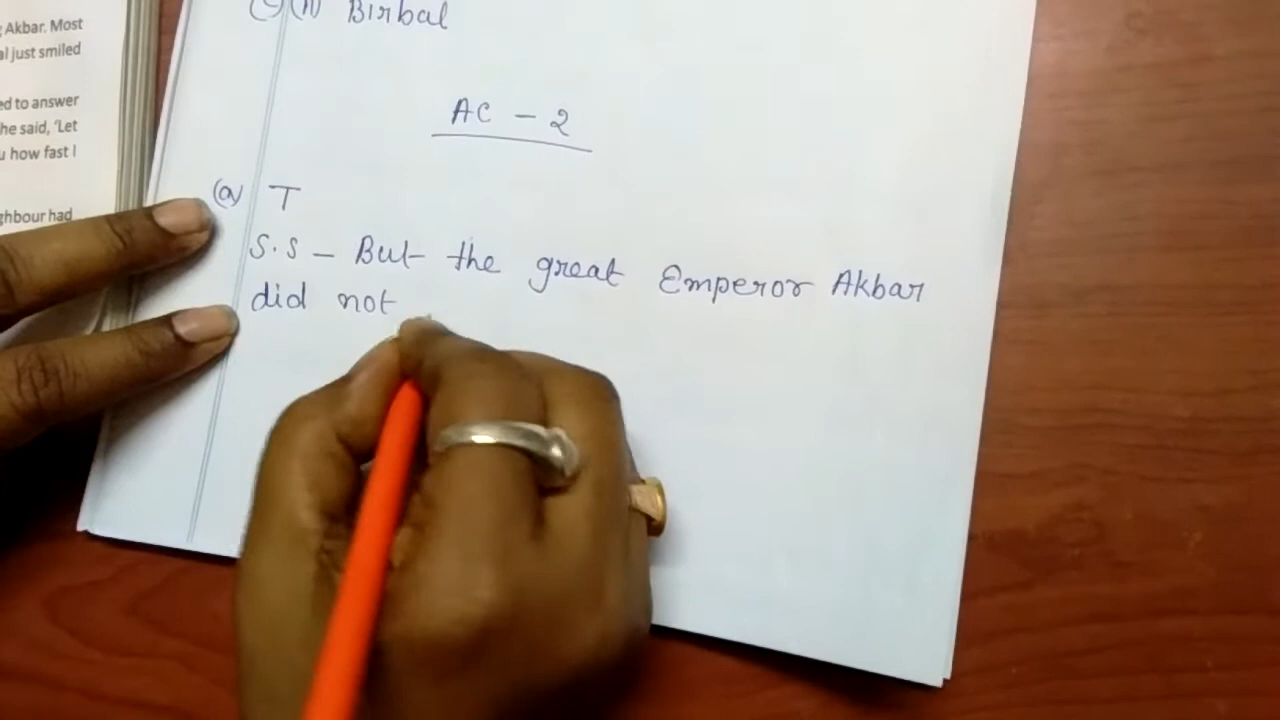 Akbar. Most
al just smiled
ed to answer
he said, 'Let
u how fast I
ghbour had
(c) (ii) Birbal
AC - 2
(a) T
S.S - But the great Emperor Akbar
did not